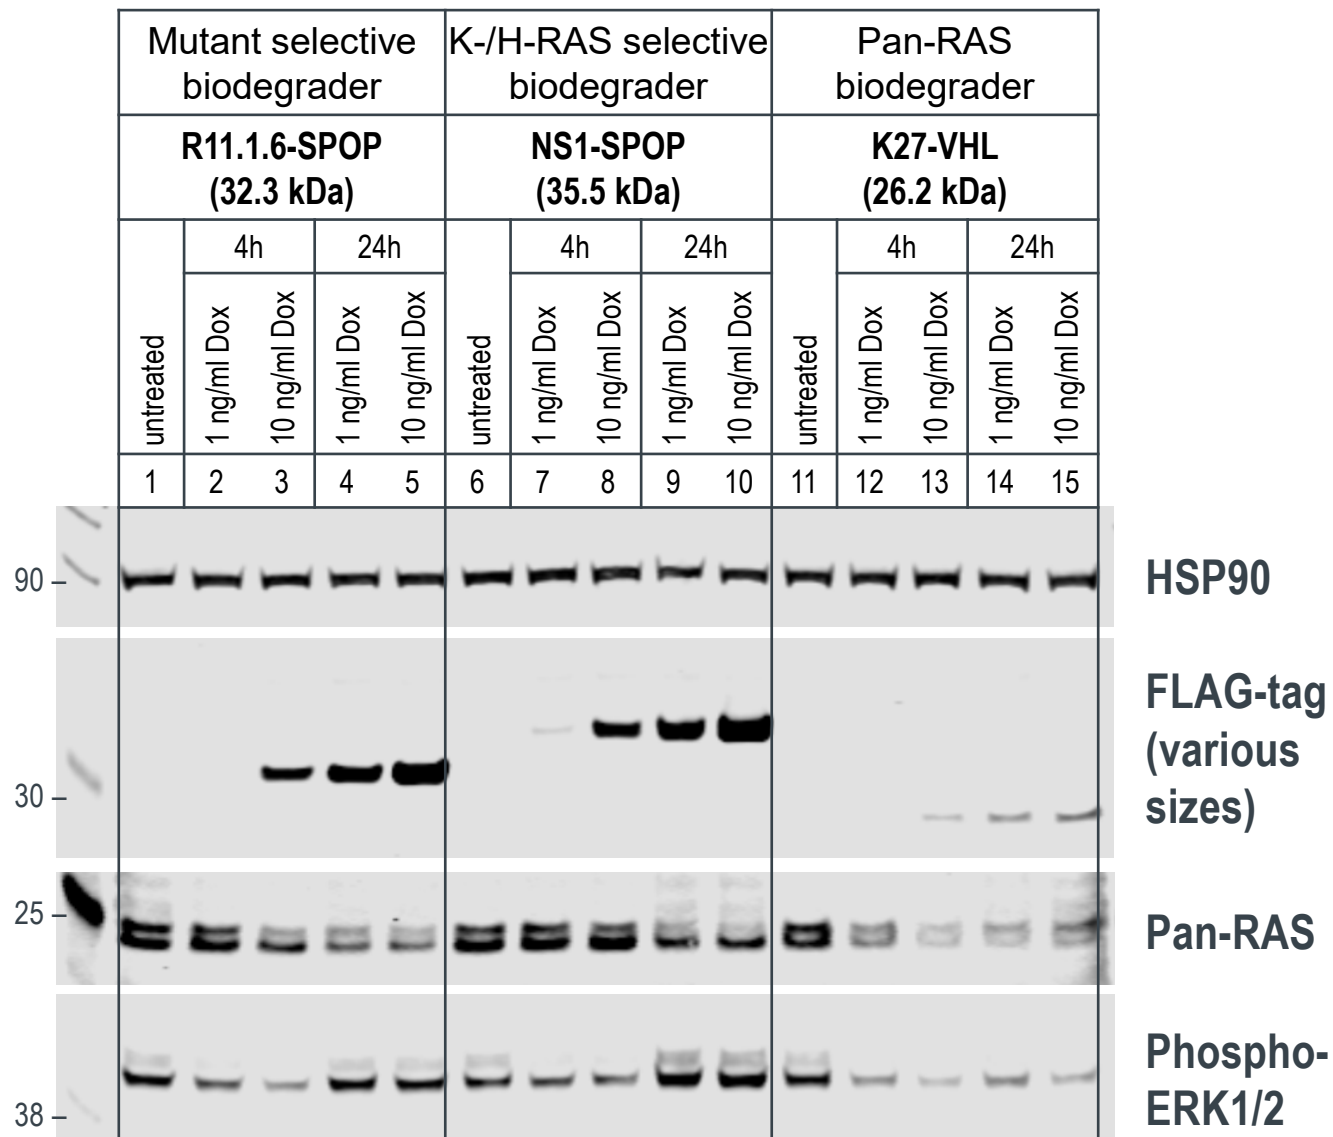 Mutant selective
biodegrader
K-/H-RAS selective
biodegrader
Pan-RAS
biodegrader
R11.1.6-SPOP
(32.3 kDa)
NS1-SPOP
(35.5 kDa)
K27-VHL
(26.2 kDa)
untreated
4h
24h
1 ng/ml Dox
10 ng/ml Dox
1 ng/ml Dox
10 ng/ml Dox
untreated
4h
24h
1 ng/ml Dox
10 ng/ml Dox
1 ng/ml Dox
10 ng/ml Dox
untreated
4h
24h
1 ng/ml Dox
10 ng/ml Dox
1 ng/ml Dox
10 ng/ml Dox
1 2 3 4 5 6 7 8 9 10 11 12 13 14 15
90
HSP90
30
FLAG-tag
(various
sizes)
25
Pan-RAS
38
Phospho-
ERK1/2